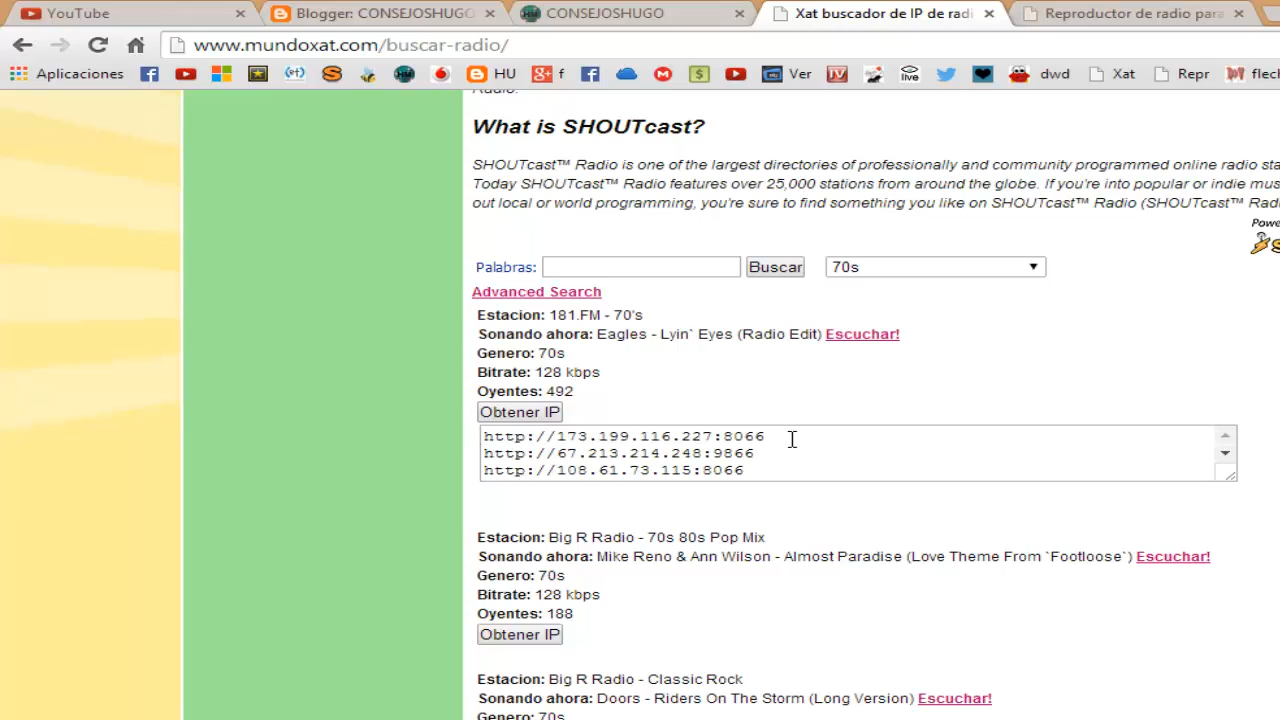 YouTube
Blogger: CONSEJOSHUGO
CONSEJOSHUGO
Xat buscador de IP de radi
Reproductor de radio para
www.mundoxat.com/buscar-radio/
Aplicaciones
HU
f
Ver
dwd
Xat
Repr
flec
Radio.
What is SHOUTcast?
SHOUTcast™ Radio is one of the largest directories of professionally and community programmed online radio sta
Today SHOUTcast™ Radio features over 25,000 stations from around the globe. If you're into popular or indie mus
out local or world programming, you're sure to find something you like on SHOUTcast™ Radio (SHOUTcast™ Rad
Powe
Palabras:
Buscar
70s
Advanced Search
Estacion: 181.FM - 70's
Sonando ahora: Eagles - Lyin` Eyes (Radio Edit) Escuchar!
Genero: 70s
Bitrate: 128 kbps
Oyentes: 492
Obtener IP
http://173.199.116.227:8066
http://67.213.214.248:9866
http://108.61.73.115:8066
Estacion: Big R Radio - 70s 80s Pop Mix
Sonando ahora: Mike Reno & Ann Wilson - Almost Paradise (Love Theme From `Footloose`) Escuchar!
Genero: 70s
Bitrate: 128 kbps
Oyentes: 188
Obtener IP
Estacion: Big R Radio - Classic Rock
Sonando ahora: Doors - Riders On The Storm (Long Version) Escuchar!
Genero: 70s